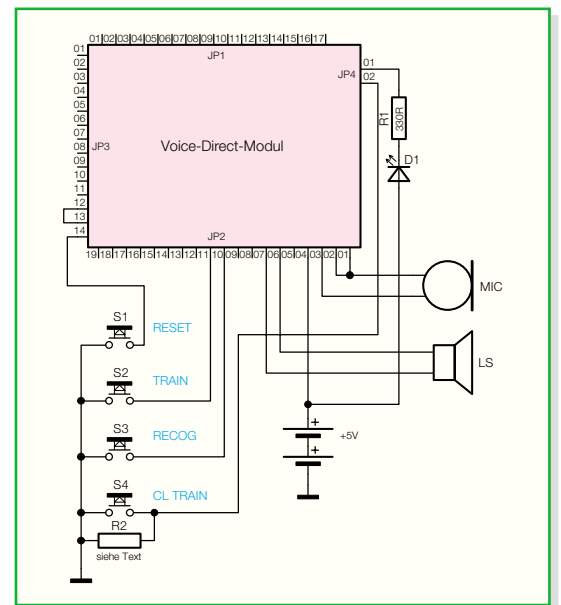 01|02|03|04|05|06|07|08|09|10|11|12|13|14|15|16|17|
JP1
01
02
03
04
05
06
07
08
09
10
11
12
13
14
JP3
Voice-Direct-Modul
JP4
01
02
R1
330R
D1
JP2
19|18|17|16|15|14|13|12|11|10|09|08|07|06|05|04|03|02|01
MIC
LS
S1
RESET
S2
TRAIN
S3
RECOG
S4
CL TRAIN
R2
siehe Text
+
+
+5V